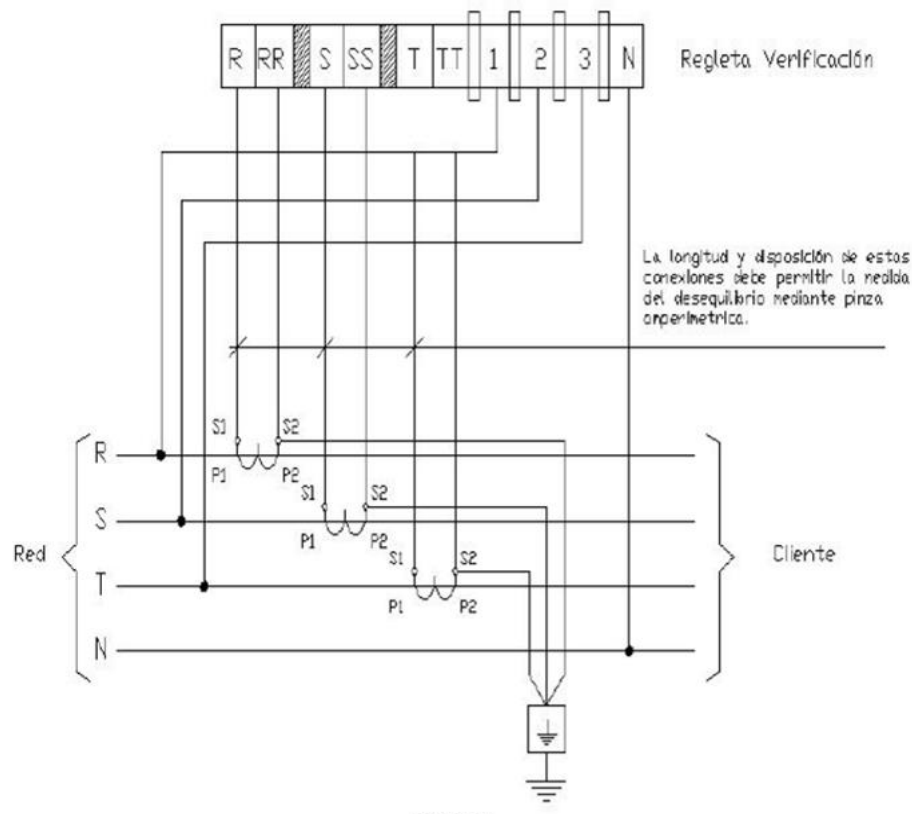 R RR S SS T TT 1 2 3 N
Regleta Verificación
La longitud y disposición de estas
conexiones debe permitir la medida
del desequilibrio mediante pinza
amperimetrica.
S1 S2
R
P1 P2
S1 S2
S
P1 P2
Red
Cliente
S1 S2
T
P1 P2
N